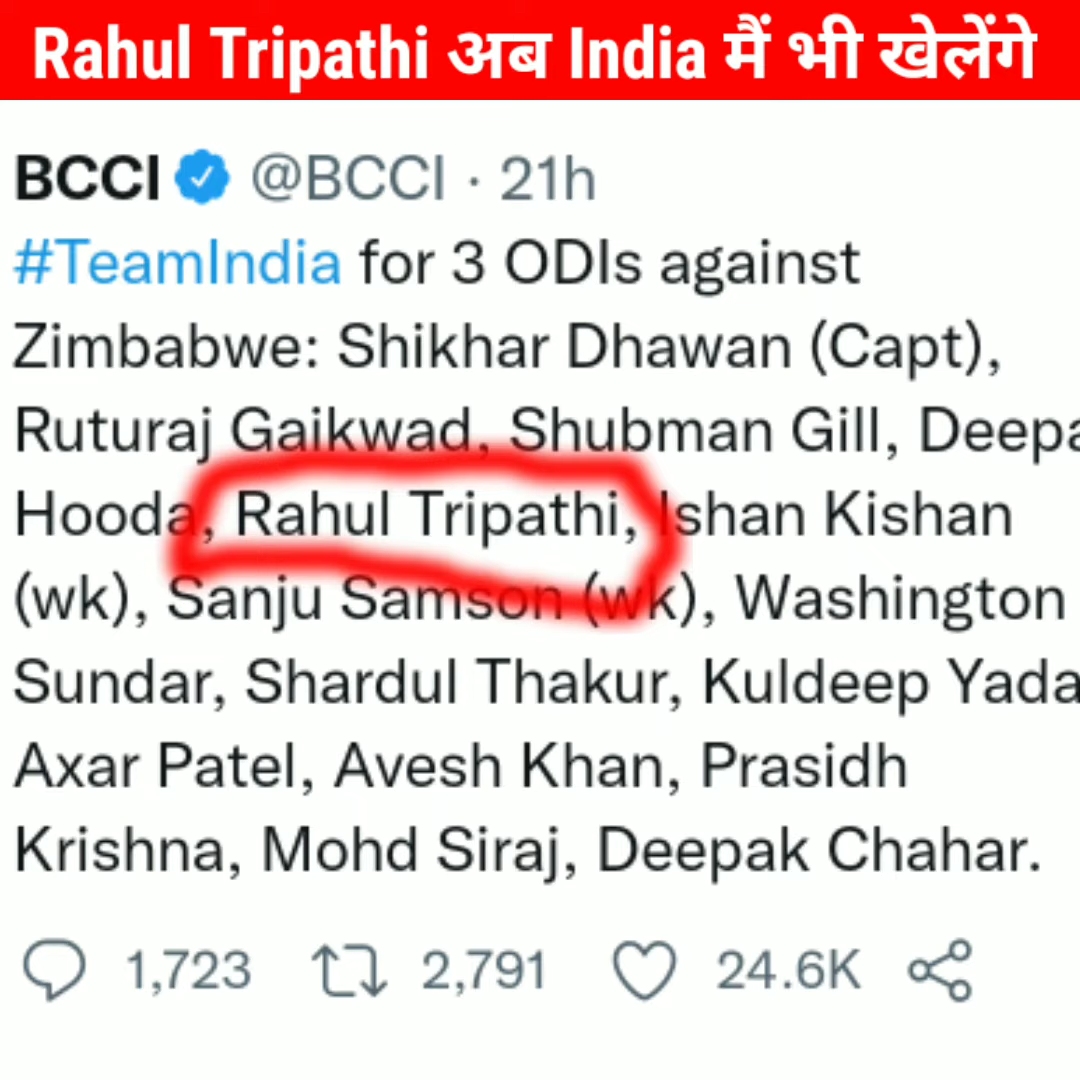 Rahul Tripathi अब India मैं भी खेलेंगे
BCCI @BCCI · 21h
#TeamIndia for 3 ODIs against
Zimbabwe: Shikhar Dhawan (Capt),
Ruturaj Gaikwad, Shubman Gill, Deepa
Hooda, Rahul Tripathi, Ishan Kishan
(wk), Sanju Samson (wk), Washington
Sundar, Shardul Thakur, Kuldeep Yada
Axar Patel, Avesh Khan, Prasidh
Krishna, Mohd Siraj, Deepak Chahar.
1,723 2,791 24.6K